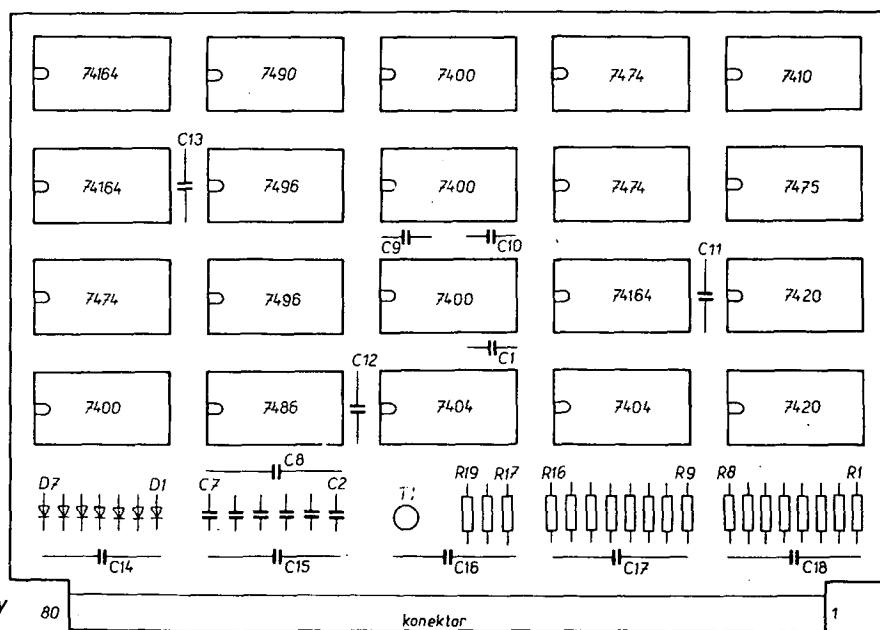 74164 7490 7400 7474 7410
C13
74164 7496 7400 7474 7475
C9 C10 C11
7474 7496 7400 74164 7420
C1
C12
7400 7486 7404 7404 7420
C8
D7 D1 C7 C2 T1 R19 R17 R16 R9 R8 R1
C14 C15 C16 C17 C18
y 80 konektor 1